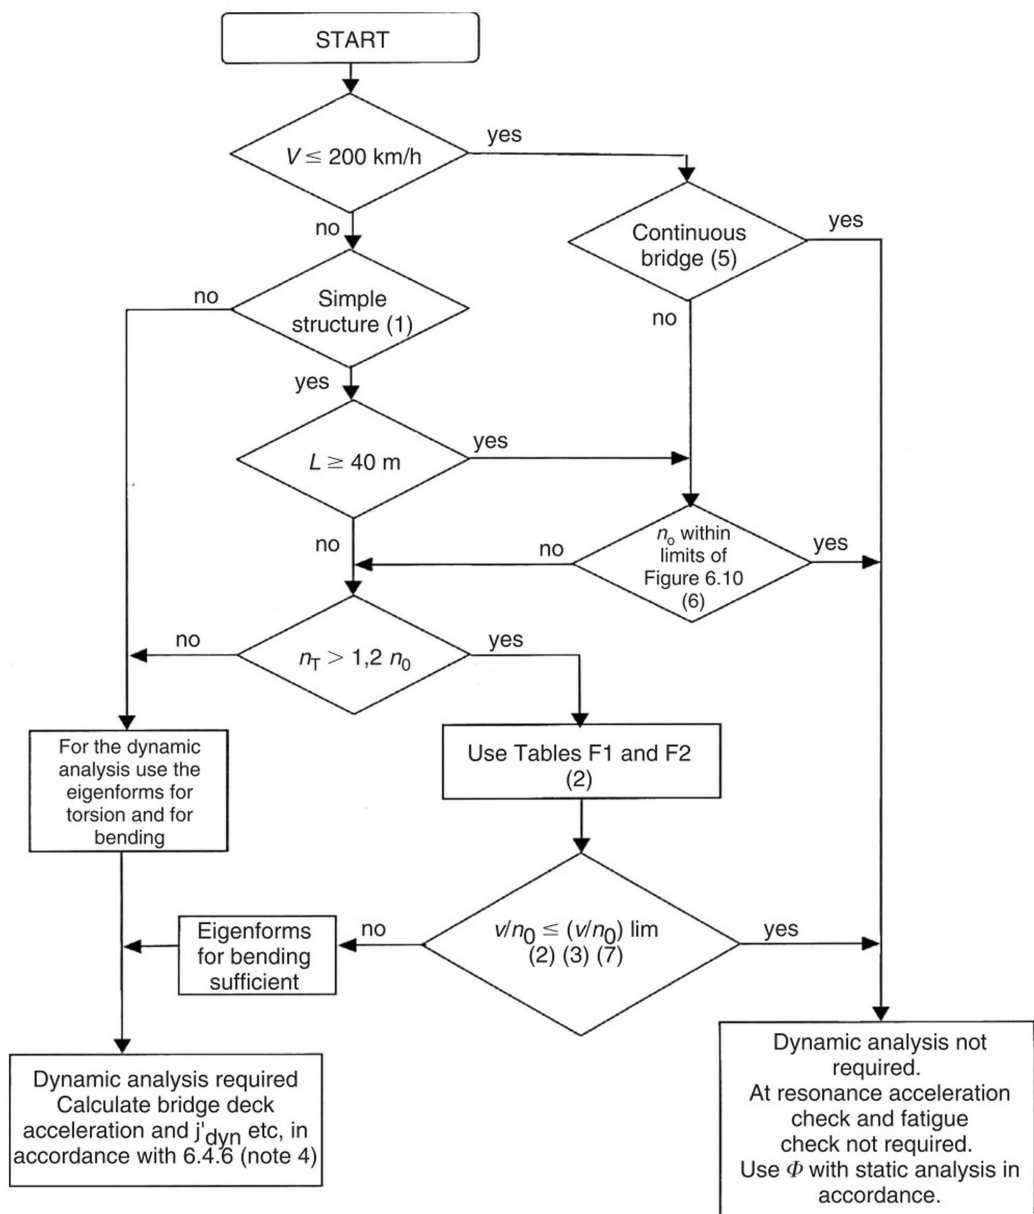 START
V ≤ 200 km/h
yes
no
Continuous
bridge (5)
yes
no
Simple
structure (1)
no
yes
L ≥ 40 m
yes
no
n₀ within
limits of
Figure 6.10
(6)
no
yes
n_T > 1,2 n₀
no
yes
For the dynamic
analysis use the
eigenforms for
torsion and for
bending
Use Tables F1 and F2
(2)
v/n₀ ≤ (v/n₀) lim
(2) (3) (7)
no
yes
Eigenforms
for bending
sufficient
Dynamic analysis required
Calculate bridge deck
acceleration and j'dyn etc, in
accordance with 6.4.6 (note 4)
Dynamic analysis not
required.
At resonance acceleration
check and fatigue
check not required.
Use Φ with static analysis in
accordance.